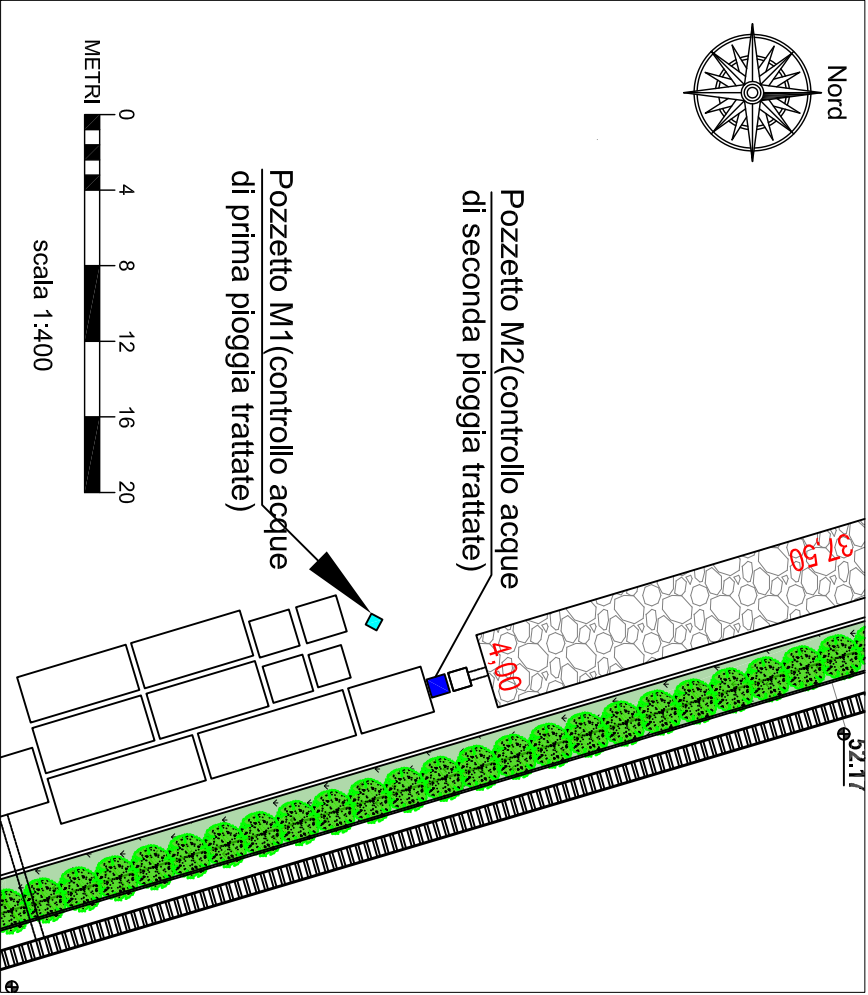 Nord
Pozzetto M2(controllo acque
di seconda pioggia trattate)
Pozzetto M1(controllo acque
di prima pioggia trattate)
METRI
0
4
8
12
16
20
scala 1:400
37,50
4,00
52.17